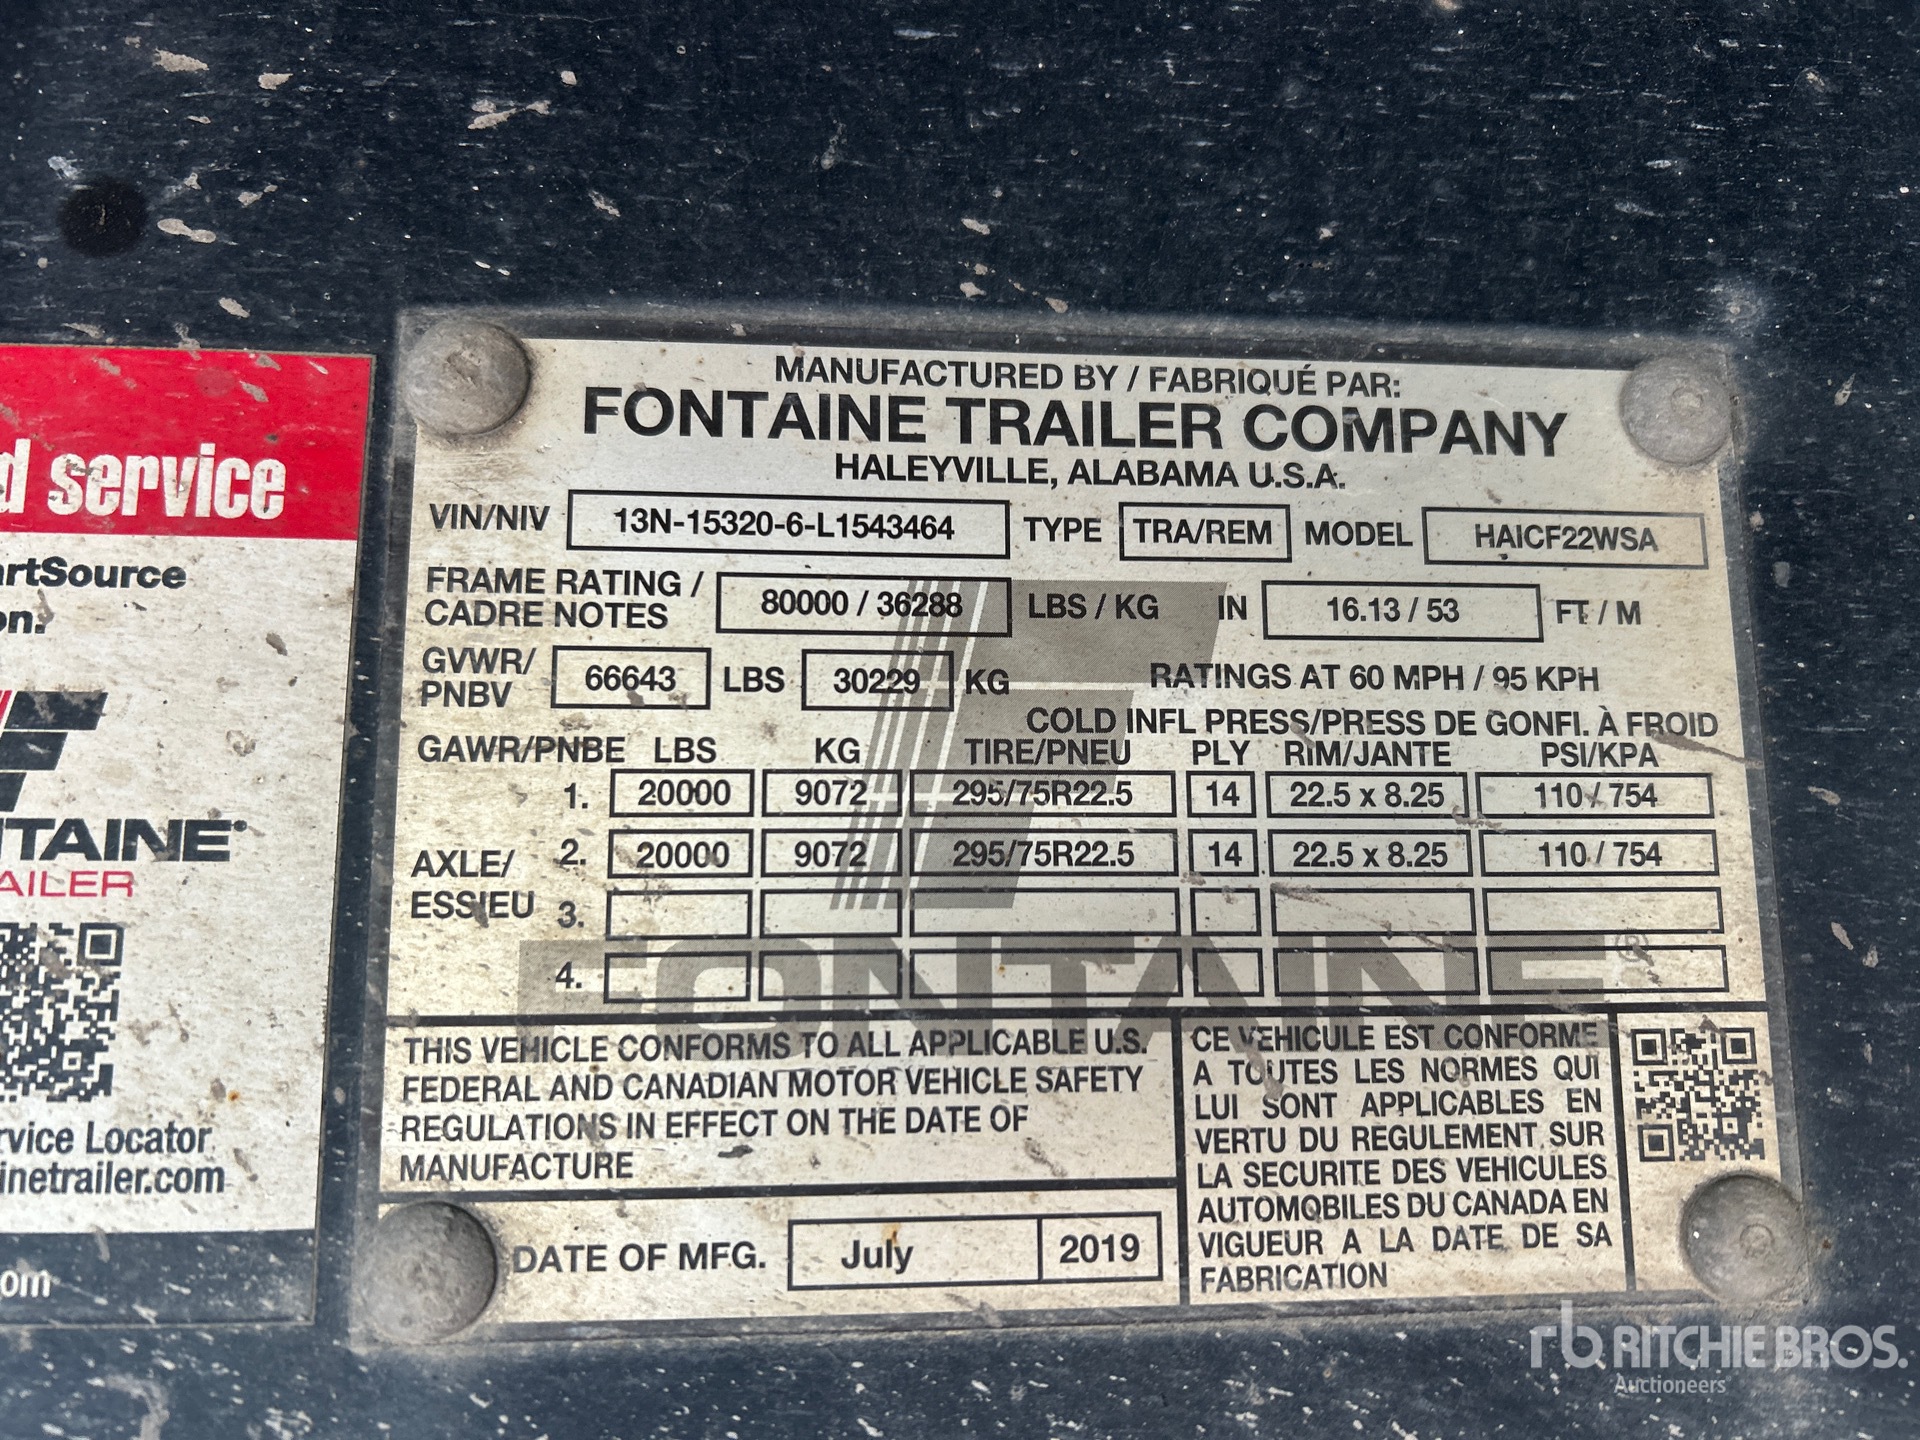 d service
artSource
on.
NTAINE
AILER
rvice Locator
inetrailer.com
om
MANUFACTURED BY / FABRIQUÉ PAR:
FONTAINE TRAILER COMPANY
HALEYVILLE, ALABAMA U.S.A.
VIN/NIV 13N-15320-6-L1543464 TYPE TRA/REM MODEL HAICF22WSA
FRAME RATING /
CADRE NOTES 80000 / 36288 LBS / KG IN 16.13 / 53 FT / M
GVWR/
PNBV 66643 LBS 30229 KG RATINGS AT 60 MPH / 95 KPH
COLD INFL PRESS/PRESS DE GONFI. À FROID
GAWR/PNBE LBS KG TIRE/PNEU PLY RIM/JANTE PSI/KPA
1. 20000 9072 295/75R22.5 14 22.5 x 8.25 110 / 754
AXLE/ 2. 20000 9072 295/75R22.5 14 22.5 x 8.25 110 / 754
ESSIEU 3.
4.
FONTAINE®
THIS VEHICLE CONFORMS TO ALL APPLICABLE U.S.
FEDERAL AND CANADIAN MOTOR VEHICLE SAFETY
REGULATIONS IN EFFECT ON THE DATE OF
MANUFACTURE
CE VEHICULE EST CONFORME
A TOUTES LES NORMES QUI
LUI SONT APPLICABLES EN
VERTU DU REGULEMENT SUR
LA SECURITE DES VEHICULES
AUTOMOBILES DU CANADA EN
VIGUEUR A LA DATE DE SA
FABRICATION
DATE OF MFG. July 2019
rb RITCHIE BROS.
Auctioneers